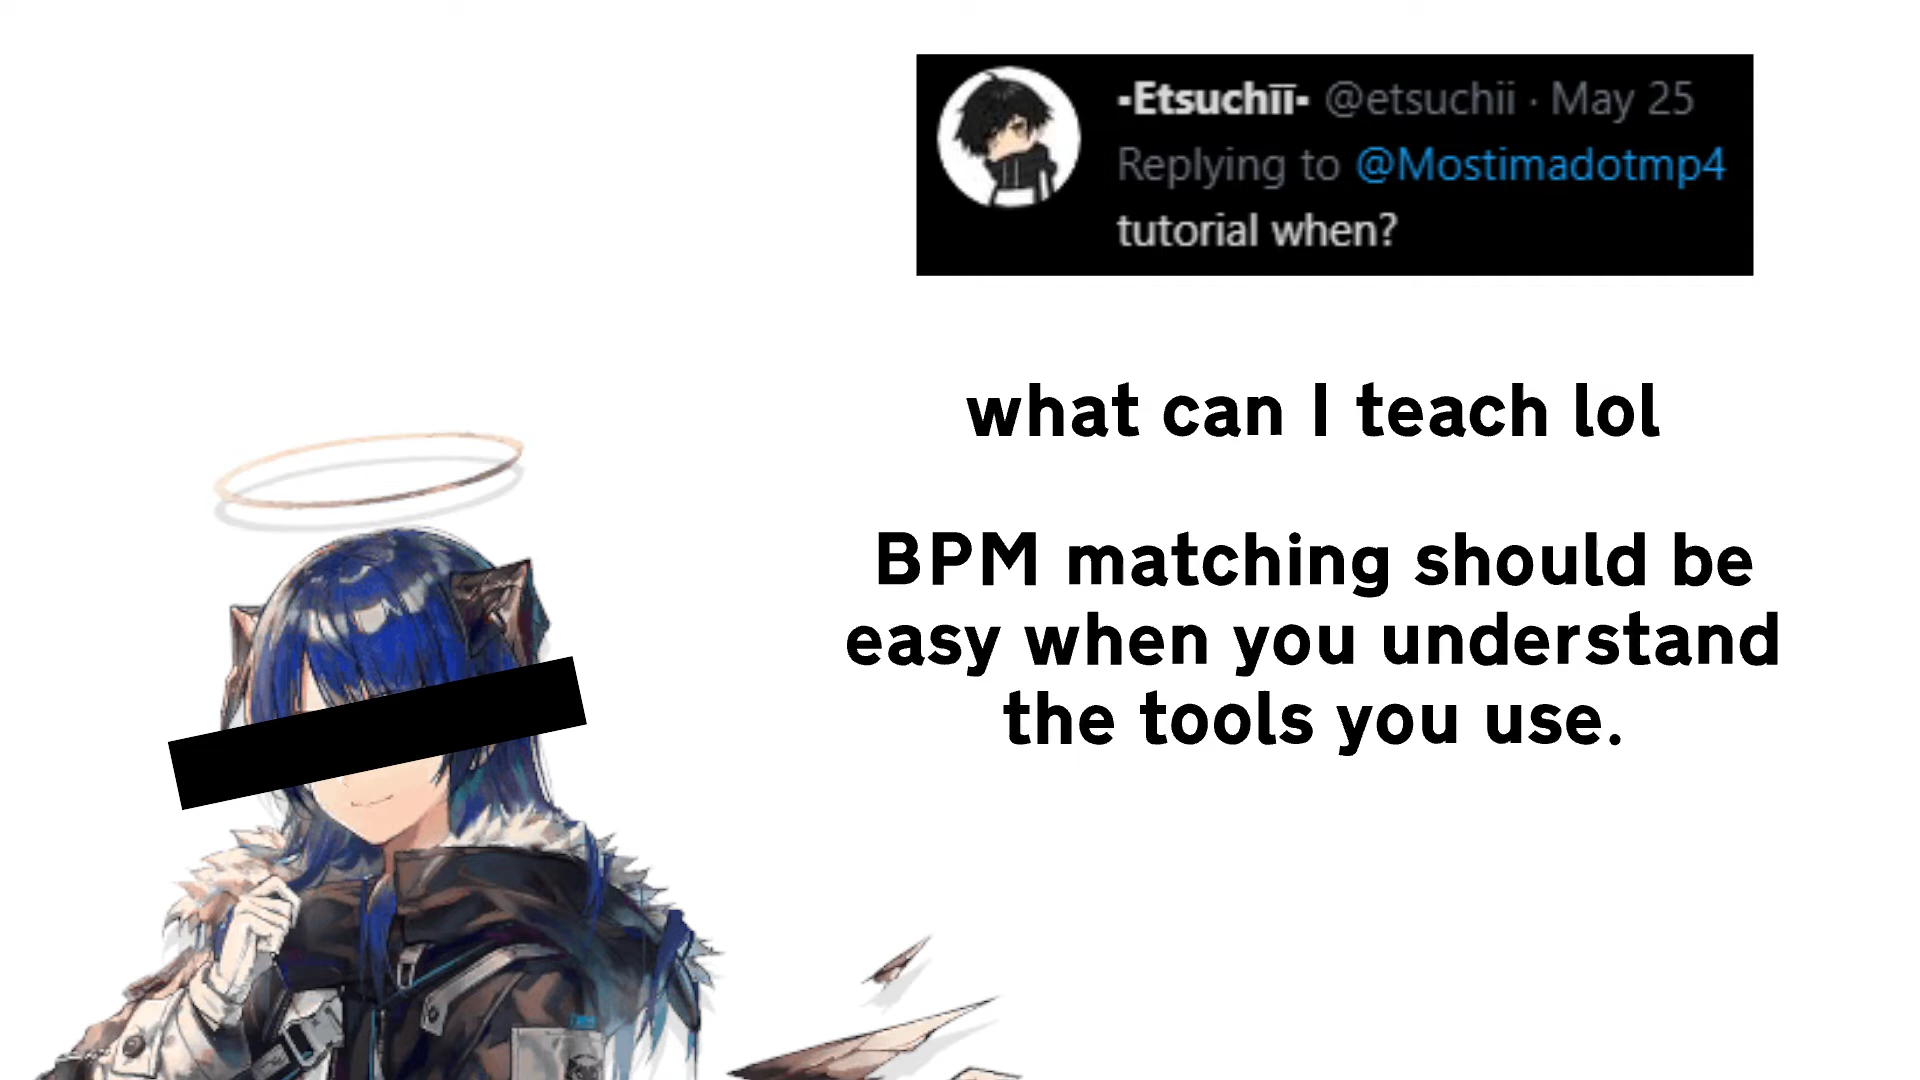 -Etsuchīī- @etsuchii · May 25
Replying to @Mostimadotmp4
tutorial when?
what can I teach lol
BPM matching should be
easy when you understand
the tools you use.